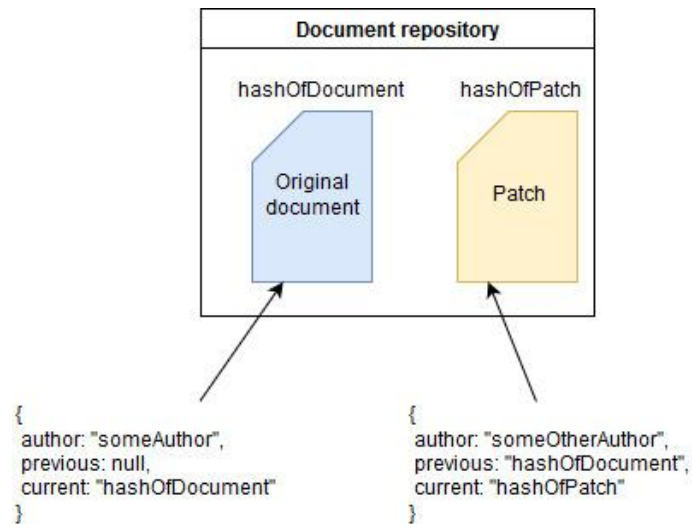 Document repository
hashOfDocument
hashOfPatch
Original
document
Patch
{
author: "someAuthor",
previous: null,
current: "hashOfDocument"
}
{
author: "someOtherAuthor",
previous: "hashOfDocument",
current: "hashOfPatch"
}